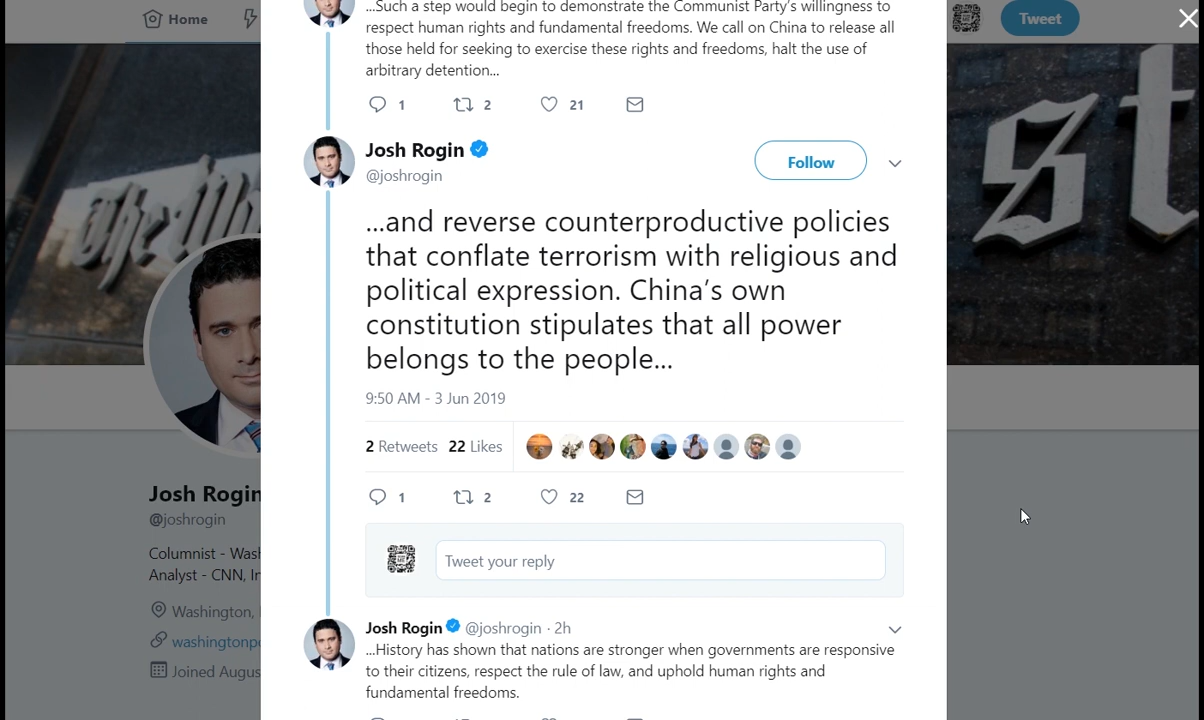 Home
Tweet
...Such a step would begin to demonstrate the Communist Party's willingness to
respect human rights and fundamental freedoms. We call on China to release all
those held for seeking to exercise these rights and freedoms, halt the use of
arbitrary detention...
1 2 21
Josh Rogin
@joshrogin
Follow
...and reverse counterproductive policies
that conflate terrorism with religious and
political expression. China's own
constitution stipulates that all power
belongs to the people...
9:50 AM - 3 Jun 2019
2 Retweets 22 Likes
1 2 22
Tweet your reply
Josh Rogin @joshrogin · 2h
...History has shown that nations are stronger when governments are responsive
to their citizens, respect the rule of law, and uphold human rights and
fundamental freedoms.
The
st
Josh Rogin
@joshrogin
Columnist - Wash
Analyst - CNN, In
Washington,
washingtonp
Joined Augus